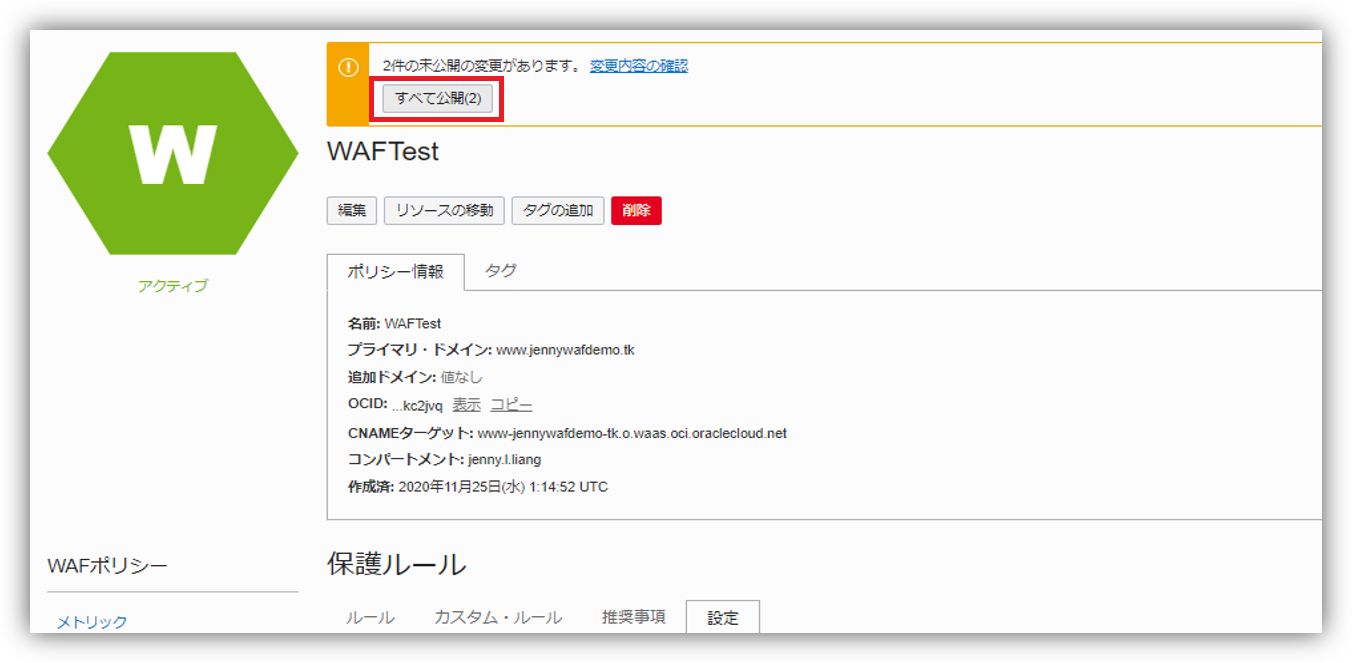 W
アクティブ
2件の未公開の変更があります。 変更内容の確認
すべて公開(2)
WAFTest
編集 リソースの移動 タグの追加 削除
ポリシー情報 タグ
名前: WAFTest
プライマリ・ドメイン: www.jennywafdemo.tk
追加ドメイン: 値なし
OCID: ...kc2jvq 表示 コピー
CNAMEターゲット: www-jennywafdemo-tk.o.waas.oci.oraclecloud.net
コンパートメント: jenny.l.liang
作成済: 2020年11月25日(水) 1:14:52 UTC
WAFポリシー
メトリック
保護ルール
ルール カスタム・ルール 推奨事項 設定